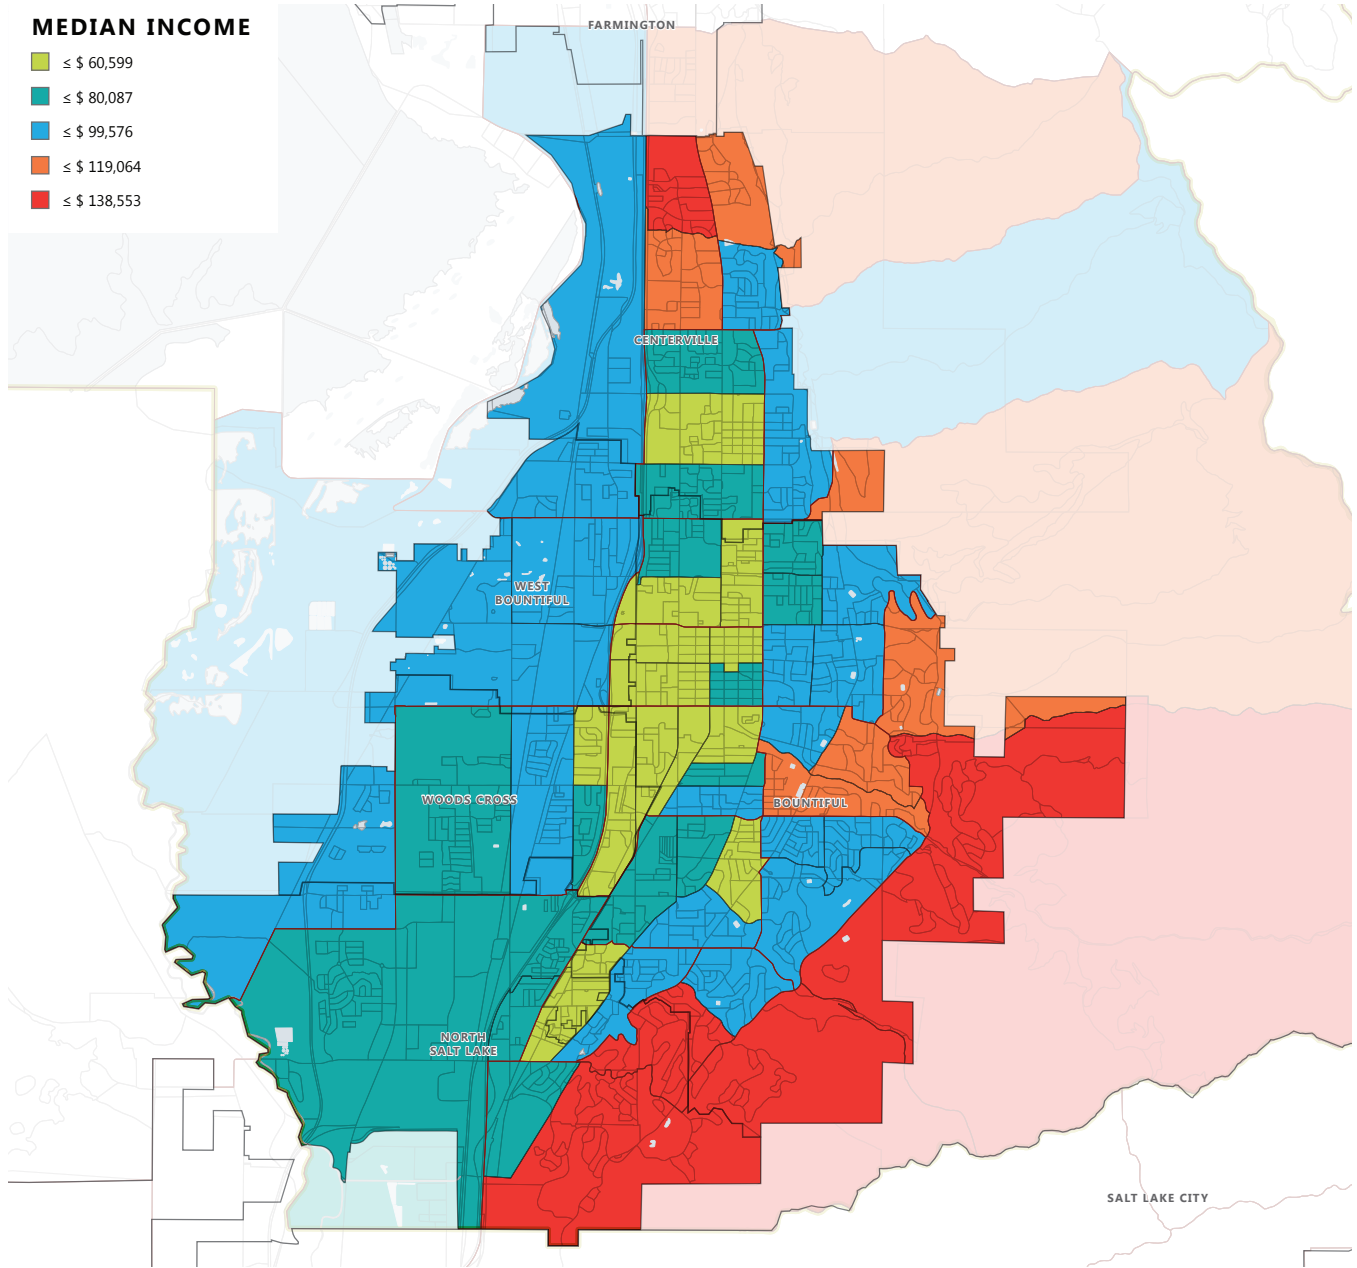 MEDIAN INCOME
≤ $ 60,599
≤ $ 80,087
≤ $ 99,576
≤ $ 119,064
≤ $ 138,553
FARMINGTON
CENTERVILLE
WEST
BOUNTIFUL
WOODS CROSS
BOUNTIFUL
NORTH
SALT LAKE
SALT LAKE CITY